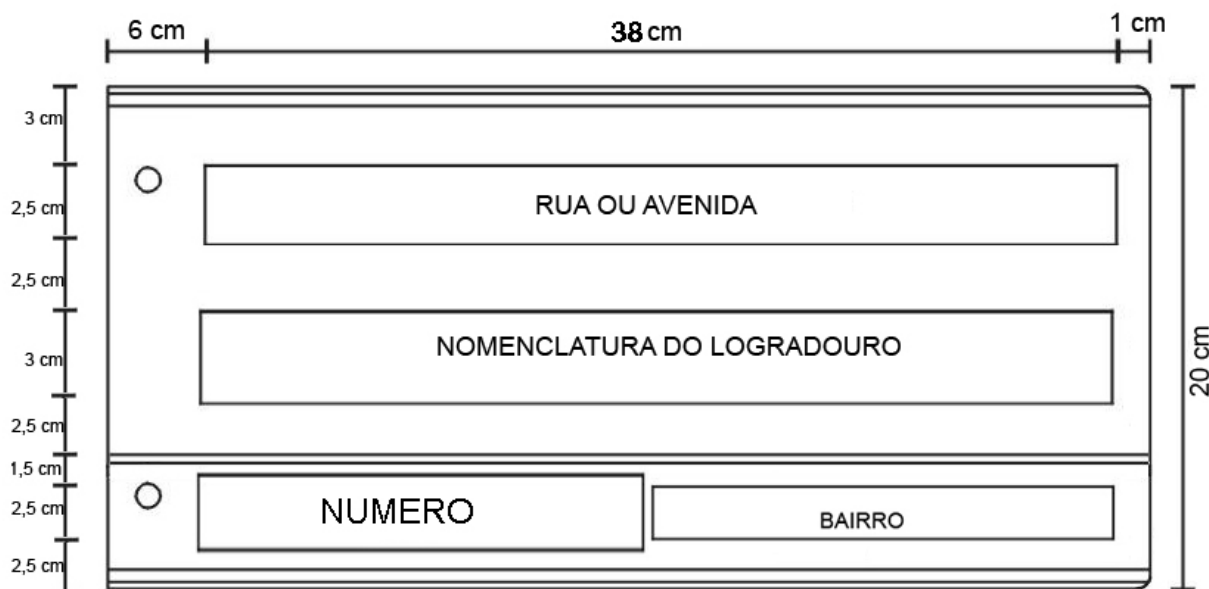 6 cm 38 cm 1 cm
3 cm
2,5 cm
RUA OU AVENIDA
2,5 cm
3 cm
NOMENCLATURA DO LOGRADOURO
20 cm
2,5 cm
1,5 cm
2,5 cm
NUMERO
BAIRRO
2,5 cm